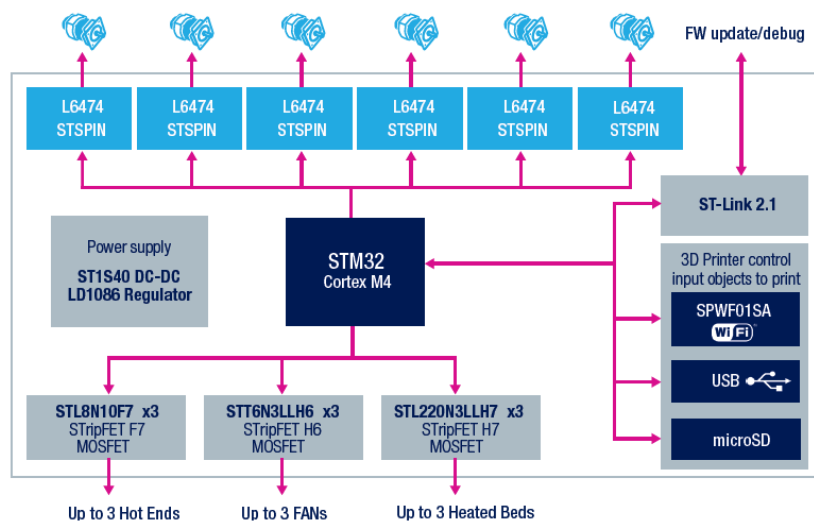 FW update/debug
L6474
STSPIN
L6474
STSPIN
L6474
STSPIN
L6474
STSPIN
L6474
STSPIN
L6474
STSPIN
ST-Link 2.1
Power supply
ST1S40 DC-DC
LD1086 Regulator
STM32
Cortex M4
3D Printer control
input objects to print
SPWF01SA
WiFi
USB
microSD
STL8N10F7 x3
STripFET F7
MOSFET
STT6N3LLH6 x3
STripFET H6
MOSFET
STL220N3LLH7 x3
STripFET H7
MOSFET
Up to 3 Hot Ends
Up to 3 FANs
Up to 3 Heated Beds